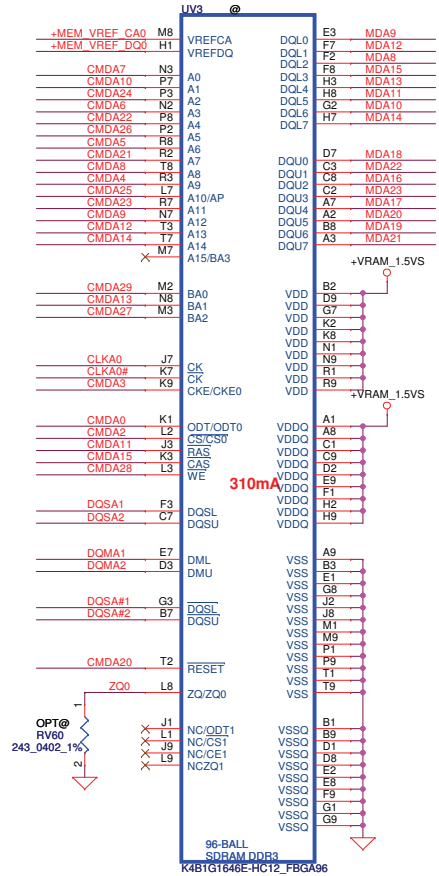 UV3 @
+MEM_VREF_CA0 M8 VREFCA DQL0 E3 MDA9
+MEM_VREF_DQ0 H1 VREFDQ DQL1 F7 MDA12
DQL2 F2 MDA8
CMDA7 N3 A0 DQL3 F8 MDA15
CMDA10 P7 A1 DQL4 H3 MDA13
CMDA24 P3 A2 DQL5 H8 MDA11
CMDA6 N2 A3 DQL6 G2 MDA10
CMDA22 P8 A4 DQL7 H7 MDA14
CMDA26 P2 A5
CMDA5 R8 A6
CMDA21 R2 A7 DQU0 D7 MDA18
CMDA8 T8 A8 DQU1 C3 MDA22
CMDA4 R3 A9 DQU2 C8 MDA16
CMDA25 L7 A10/AP DQU3 C2 MDA23
CMDA23 R7 A11 DQU4 A7 MDA17
CMDA9 N7 A12 DQU5 A2 MDA20
CMDA12 T3 A13 DQU6 B8 MDA19
CMDA14 T7 A14 DQU7 A3 MDA21
M7 A15/BA3
+VRAM_1.5VS
CMDA29 M2 BA0 VDD B2
CMDA13 N8 BA1 VDD D9
CMDA27 M3 BA2 VDD G7
VDD K2
VDD K8
VDD N1
CLKA0 J7 CK VDD N9
CLKA0# K7 CK VDD R1
CMDA3 K9 CKE/CKE0 VDD R9
+VRAM_1.5VS
CMDA0 K1 ODT/ODT0 VDDQ A1
CMDA2 L2 CS/CS0 VDDQ A8
CMDA11 J3 RAS VDDQ C1
CMDA15 K3 CAS VDDQ C9
CMDA28 L3 WE VDDQ D2
310mA VDDQ E9
VDDQ F1
DQSA1 F3 DQSL VDDQ H2
DQSA2 C7 DQSU VDDQ H9
DQMA1 E7 DML VSS A9
DQMA2 D3 DMU VSS B3
VSS E1
VSS G8
DQSA#1 G3 DQSL VSS J2
DQSA#2 B7 DQSU VSS J8
VSS M1
VSS M9
VSS P1
CMDA20 T2 RESET VSS P9
VSS T1
ZQ0 L8 ZQ/ZQ0 VSS T9
1
OPT@
RV60
243_0402_1%
2
J1 NC/ODT1 VSSQ B1
L1 NC/CS1 VSSQ B9
J9 NC/CE1 VSSQ D1
L9 NCZQ1 VSSQ D8
VSSQ E2
VSSQ E8
VSSQ F9
VSSQ G1
VSSQ G9
96-BALL
SDRAM DDR3
K4B1G1646E-HC12_FBGA96